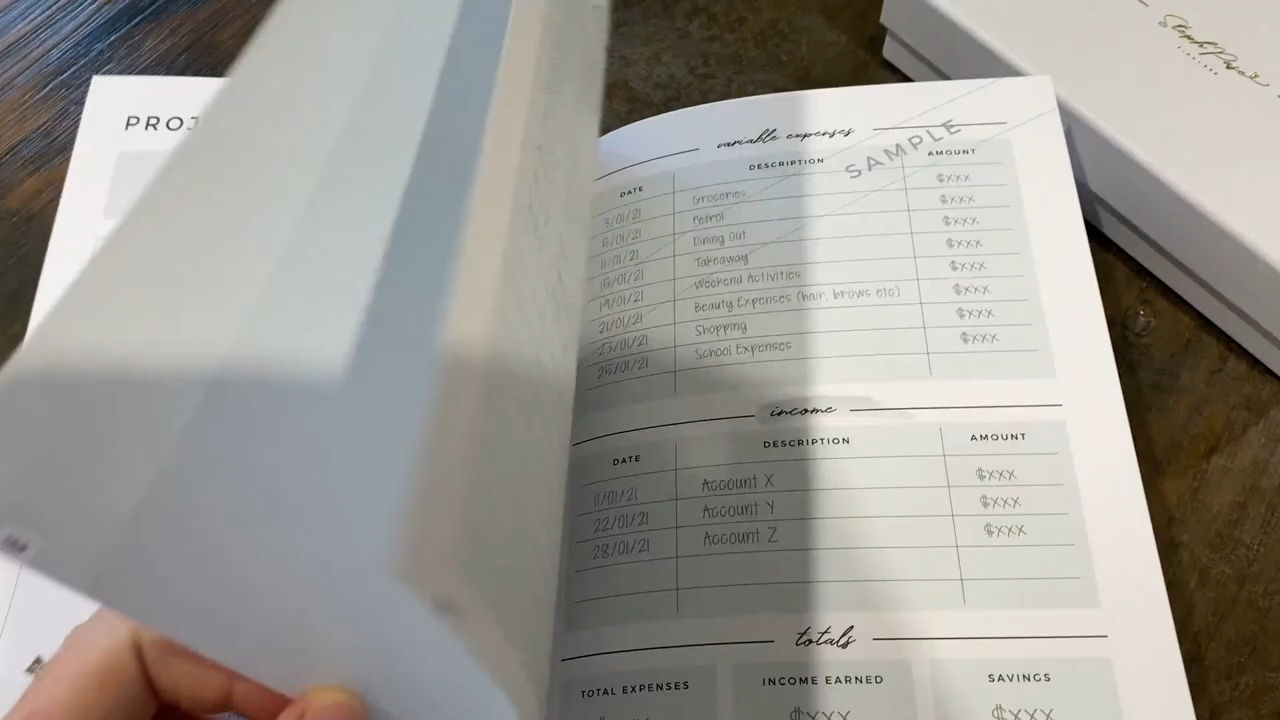 PROJ
variable expenses
SAMPLE
DATE DESCRIPTION AMOUNT
3/01/21 Groceries $XXX
5/01/21 Petrol $XXX
11/01/21 Dining Out $XXX
15/01/21 Takeaway $XXX
19/01/21 Weekend Activities $XXX
21/01/21 Beauty Expenses (hair, brows etc) $XXX
23/01/21 Shopping $XXX
25/01/21 School Expenses $XXX
income
DATE DESCRIPTION AMOUNT
11/01/21 Account X $XXX
22/01/21 Account Y $XXX
28/01/21 Account Z $XXX
totals
TOTAL EXPENSES INCOME EARNED SAVINGS
$XXX $XXX